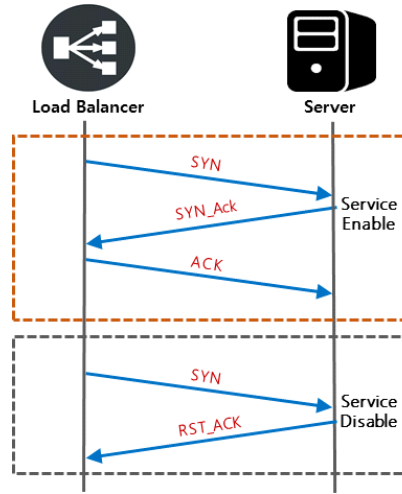 Load Balancer
Server
SYN
SYN_Ack
Service
Enable
ACK
SYN
Service
Disable
RST_ACK